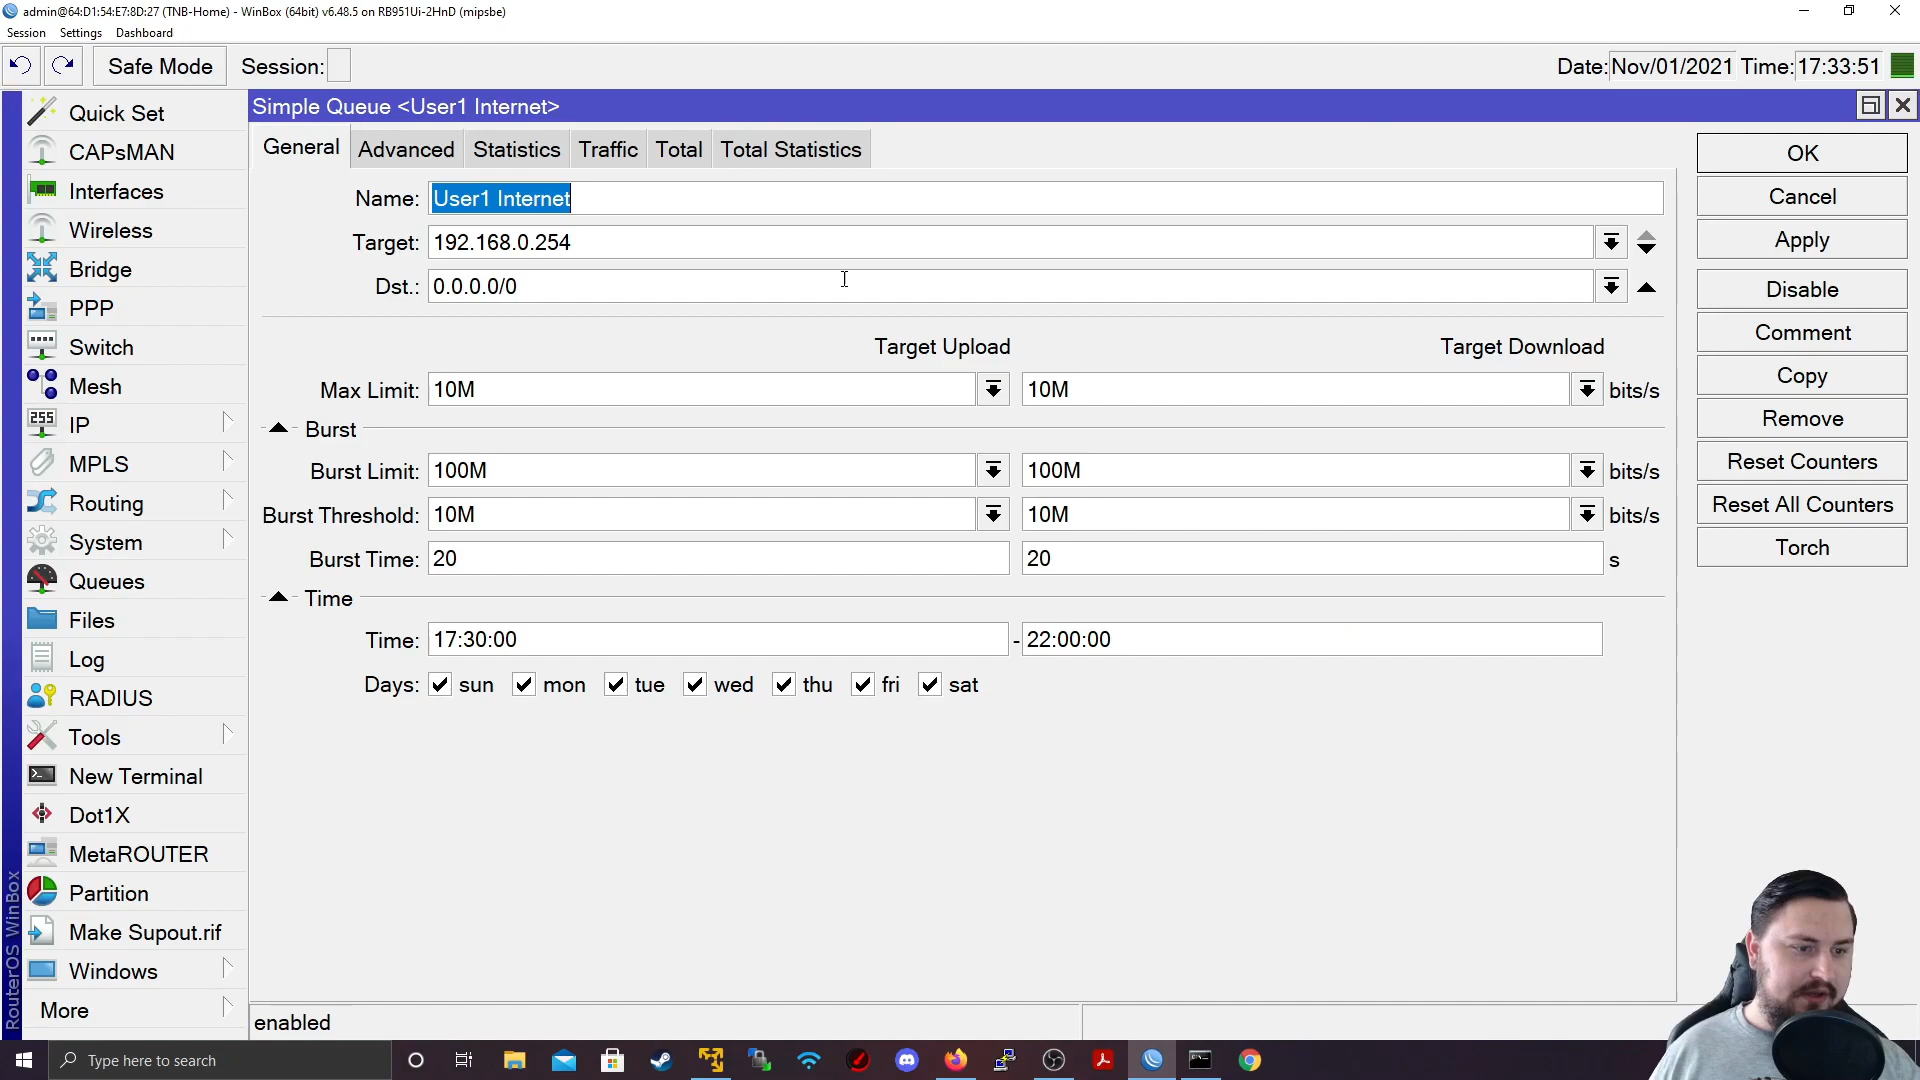 admin@64:D1:54:E7:8D:27 (TNB-Home) - WinBox (64bit) v6.48.5 on RB951Ui-2HnD (mipsbe)
Session Settings Dashboard
Safe Mode Session: Date: Nov/01/2021 Time: 17:33:51
Quick Set
CAPsMAN
Interfaces
Wireless
Bridge
PPP
Switch
Mesh
255 IP
MPLS
Routing
System
Queues
Files
Log
RADIUS
Tools
New Terminal
Dot1X
MetaROUTER
Partition
Make Supout.rif
Windows
More
RouterOS WinBox
Simple Queue <User1 Internet>
General Advanced Statistics Traffic Total Total Statistics
Name: User1 Internet
Target: 192.168.0.254
Dst.: 0.0.0.0/0
Target Upload Target Download
Max Limit: 10M 10M bits/s
Burst
Burst Limit: 100M 100M bits/s
Burst Threshold: 10M 10M bits/s
Burst Time: 20 20 s
Time
Time: 17:30:00 - 22:00:00
Days: sun mon tue wed thu fri sat
enabled
OK
Cancel
Apply
Disable
Comment
Copy
Remove
Reset Counters
Reset All Counters
Torch
Type here to search